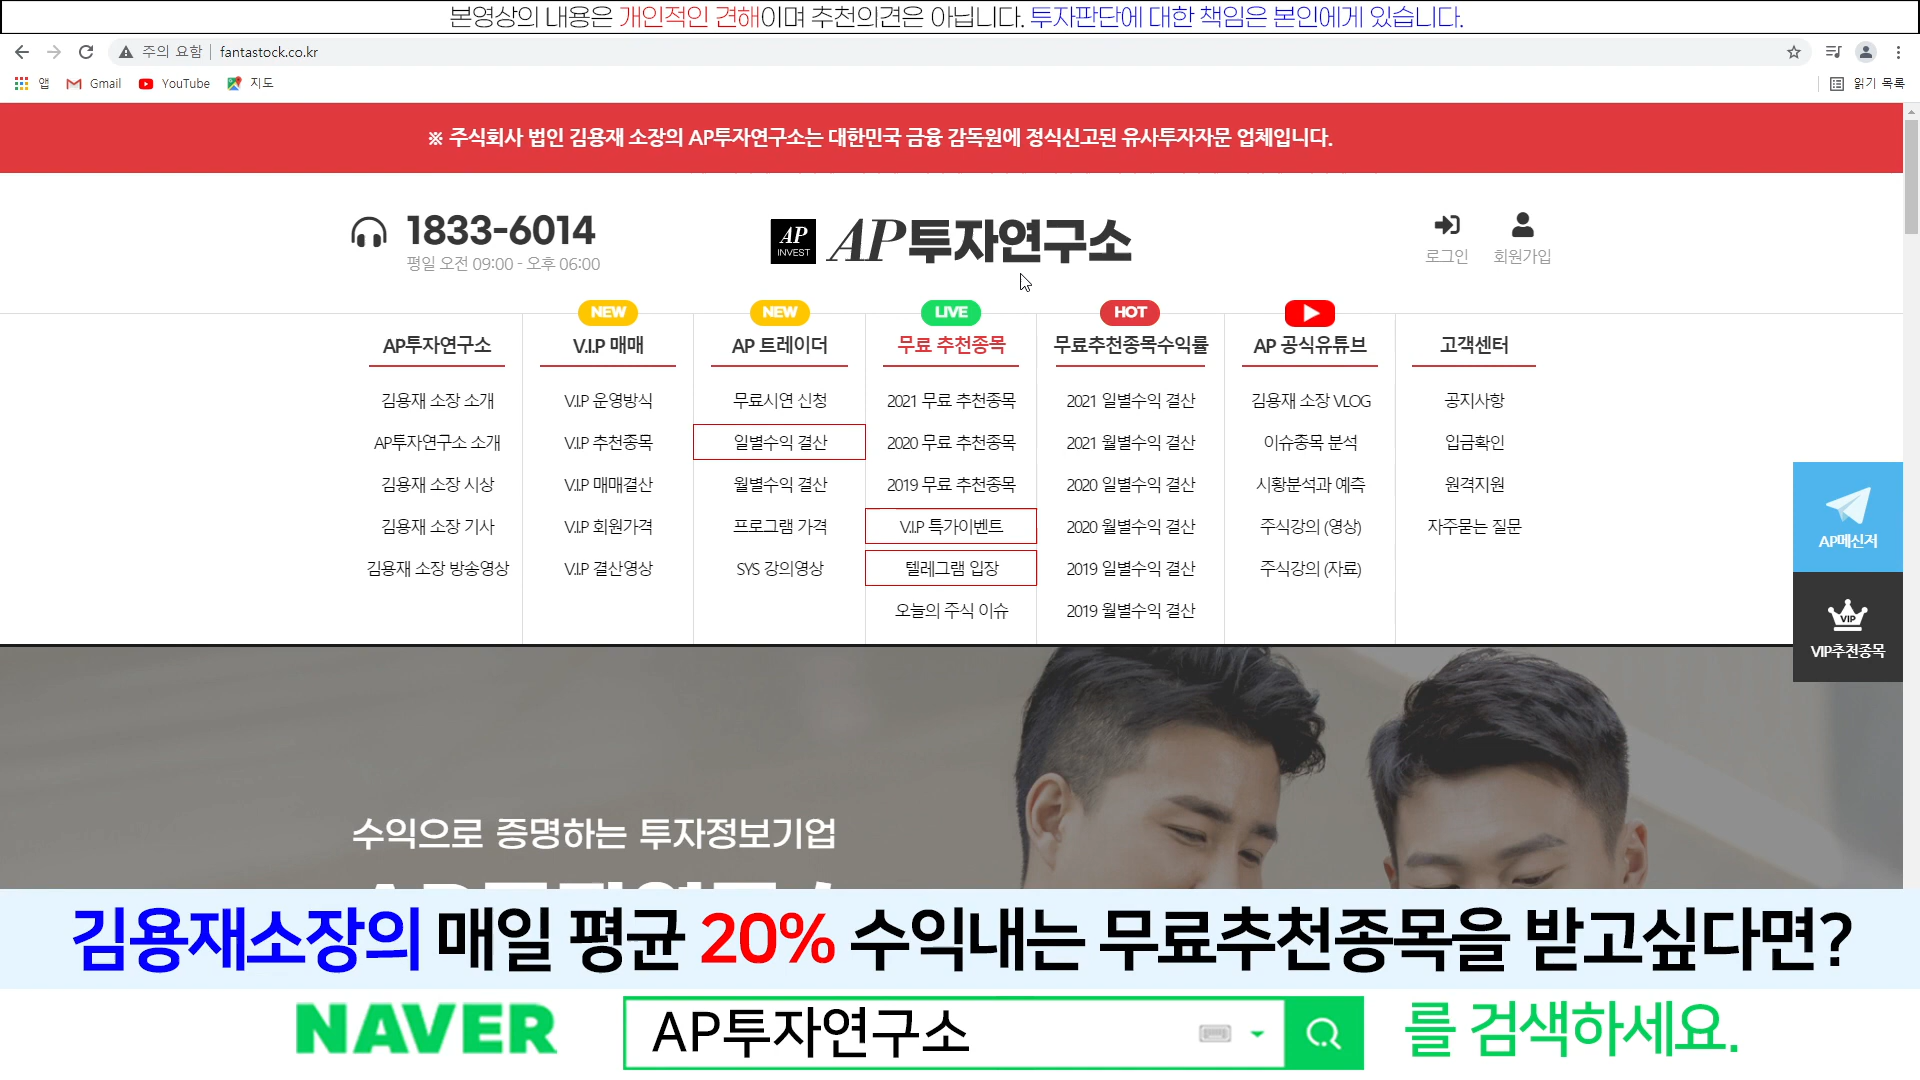 본영상의 내용은 개인적인 견해이며 추천의견은 아닙니다. 투자판단에 대한 책임은 본인에게 있습니다.
주의 요함 fantastock.co.kr
앱 Gmail YouTube 지도 읽기 목록
※ 주식회사 법인 김용재 소장의 AP투자연구소는 대한민국 금융 감독원에 정식신고된 유사투자자문 업체입니다.
1833-6014
평일 오전 09:00 - 오후 06:00
AP INVEST AP투자연구소
로그인 회원가입
NEW NEW LIVE HOT
AP투자연구소 V.I.P 매매 AP 트레이더 무료 추천종목 무료추천종목수익률 AP 공식유튜브 고객센터
김용재 소장 소개 V.I.P 운영방식 무료시연 신청 2021 무료 추천종목 2021 일별수익 결산 김용재 소장 VLOG 공지사항
AP투자연구소 소개 V.I.P 추천종목 일별수익 결산 2020 무료 추천종목 2021 월별수익 결산 이슈종목 분석 입금확인
김용재 소장 시상 V.I.P 매매결산 월별수익 결산 2019 무료 추천종목 2020 일별수익 결산 시황분석과 예측 원격지원
김용재 소장 기사 V.I.P 회원가격 프로그램 가격 V.I.P 특가이벤트 2020 월별수익 결산 주식강의 (영상) 자주묻는 질문
김용재 소장 방송영상 V.I.P 결산영상 SYS 강의영상 텔레그램 입장 2019 일별수익 결산 주식강의 (자료)
오늘의 주식 이슈 2019 월별수익 결산
AP메신저
VIP
VIP추천종목
수익으로 증명하는 투자정보기업
김용재소장의 매일 평균 20% 수익내는 무료추천종목을 받고싶다면?
NAVER AP투자연구소 를 검색하세요.